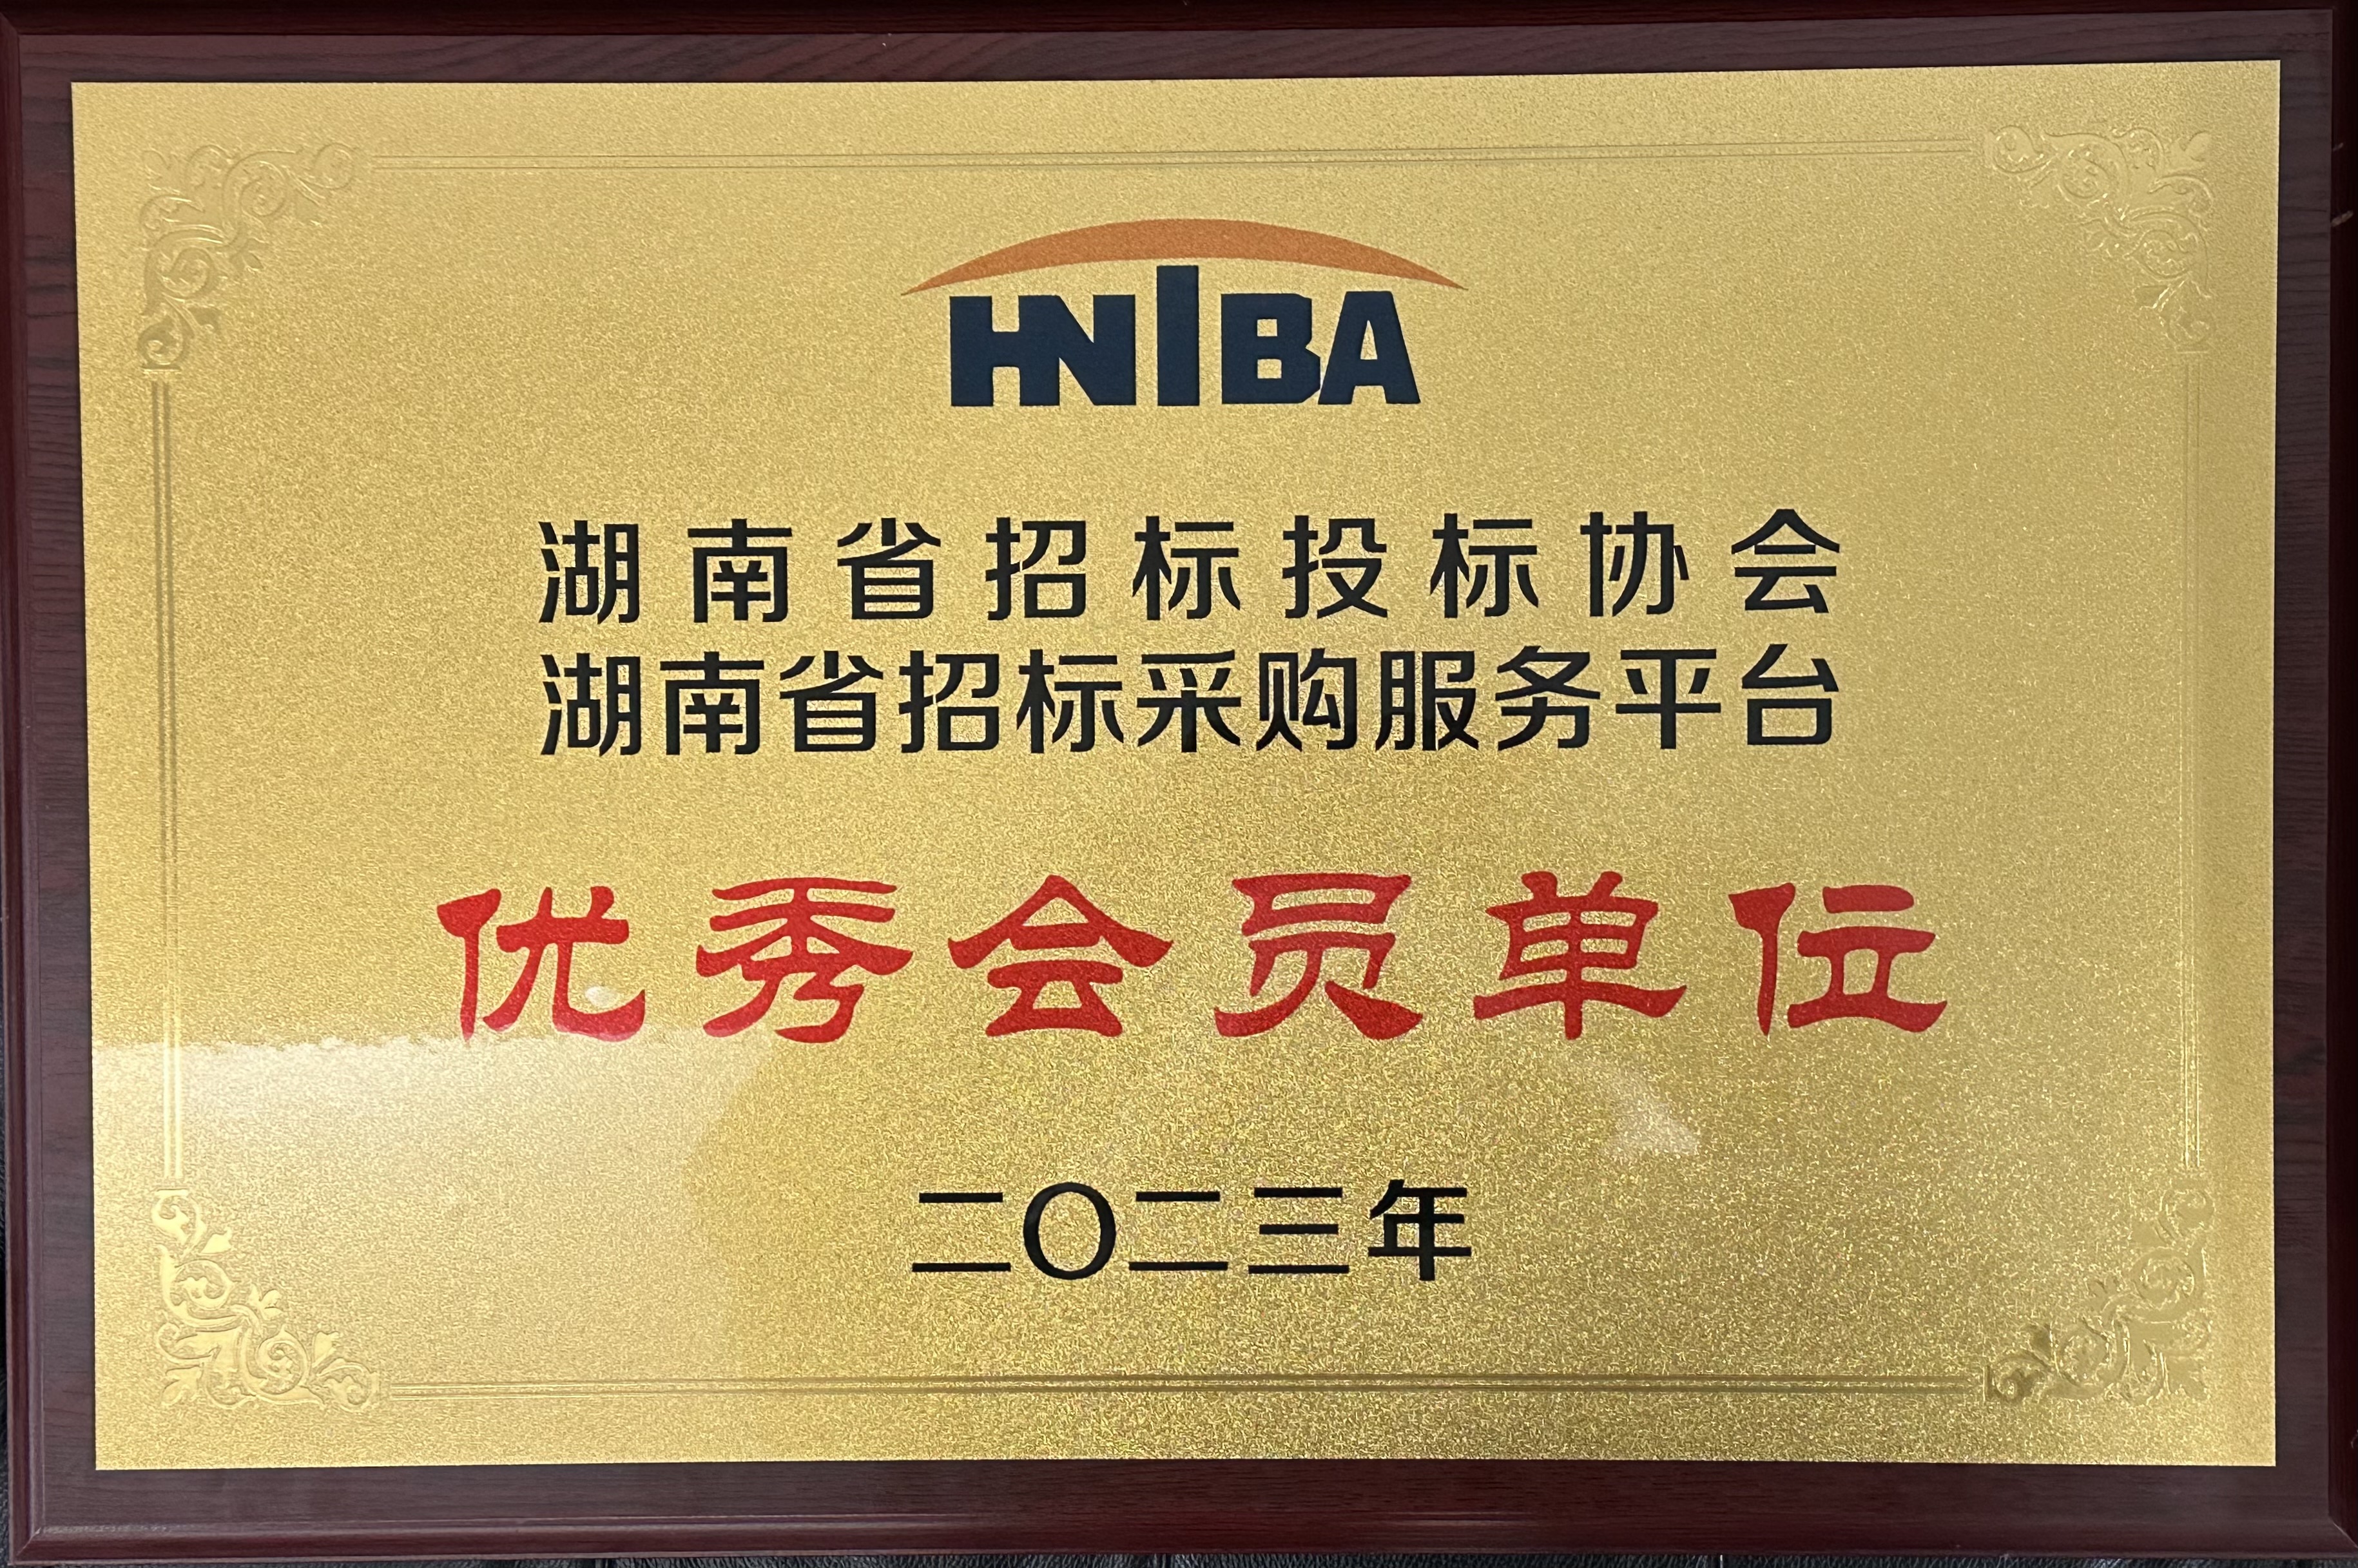 HNIBA
湖南省招标投标协会
湖南省招标采购服务平台
优秀会员单位
二〇二三年